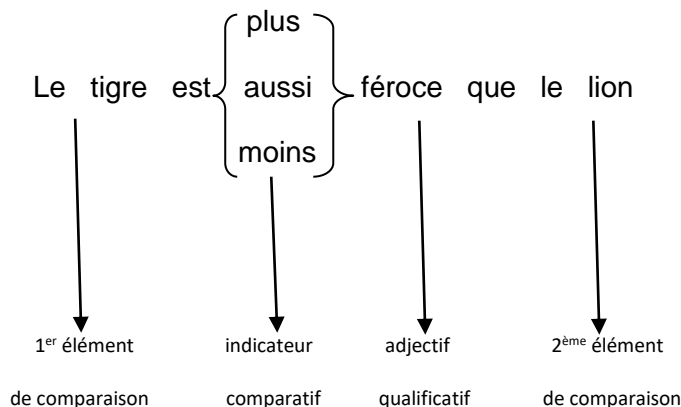 plus
Le tigre est aussi féroce que le lion
moins
1er élément indicateur adjectif 2ème élément
de comparaison comparatif qualificatif de comparaison